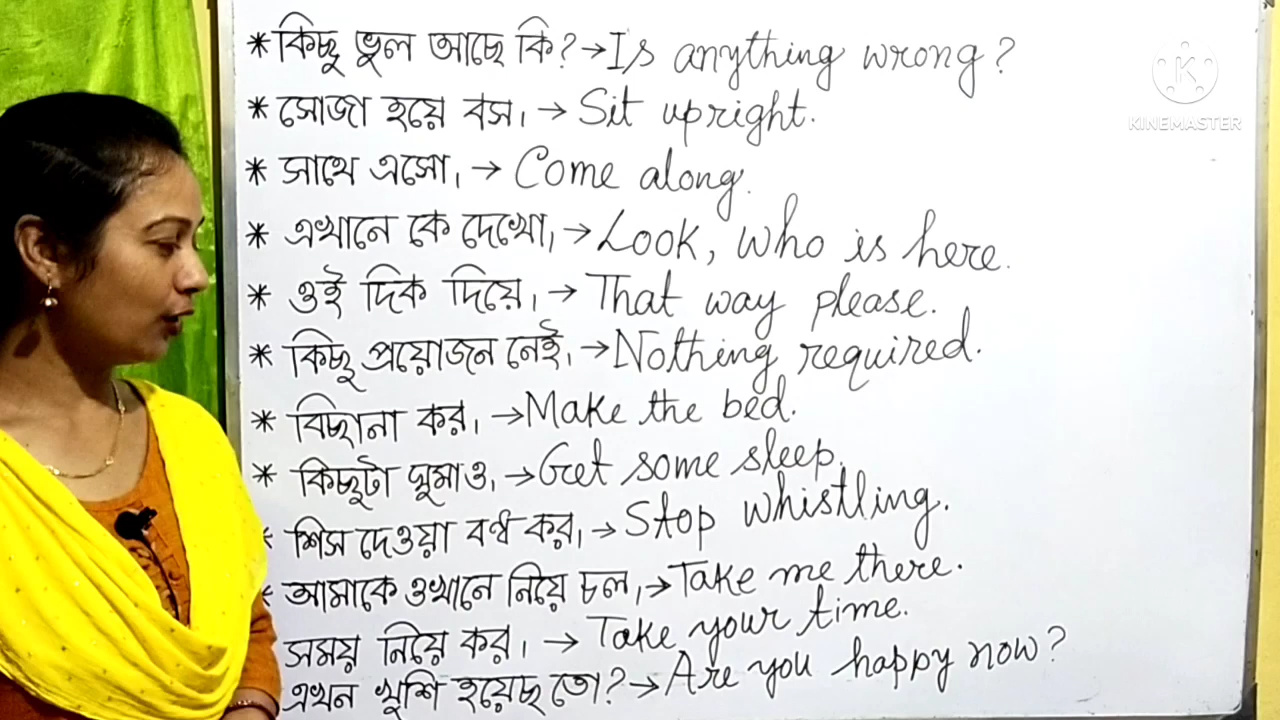 * কিছু ভুল আছে কি? → Is anything wrong?
* সোজা হয়ে বস। → Sit upright.
* সাথে এসো। → Come along.
* এখানে কে দেখো। → Look, who is here.
* ওই দিক দিয়ে। → That way please.
* কিছু প্রয়োজন নেই। → Nothing required.
* বিছানা কর। → Make the bed.
* কিছুটা ঘুমাও। → Get some sleep.
* শিস দেওয়া বন্ধ কর। → Stop whistling.
* আমাকে ওখানে নিয়ে চল। → Take me there.
সময় নিয়ে কর। → Take your time.
এখন খুশি হয়েছ তো? → Are you happy now?
K
KINEMASTER